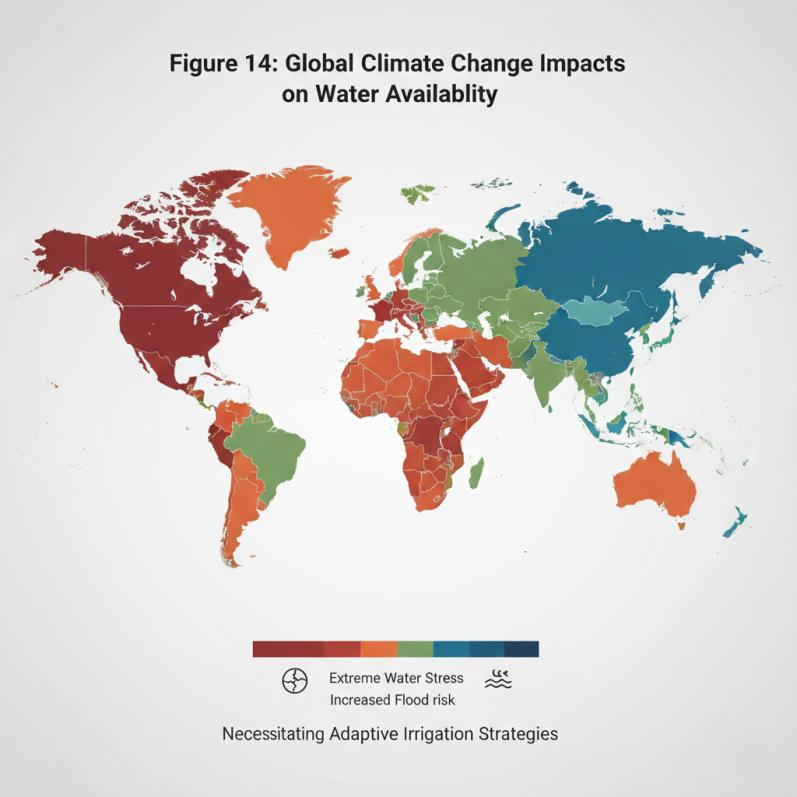 Figure 14: Global Climate Change Impacts
on Water Availablity
Extreme Water Stress
Increased Flood risk
Necessitating Adaptive Irrigation Strategies